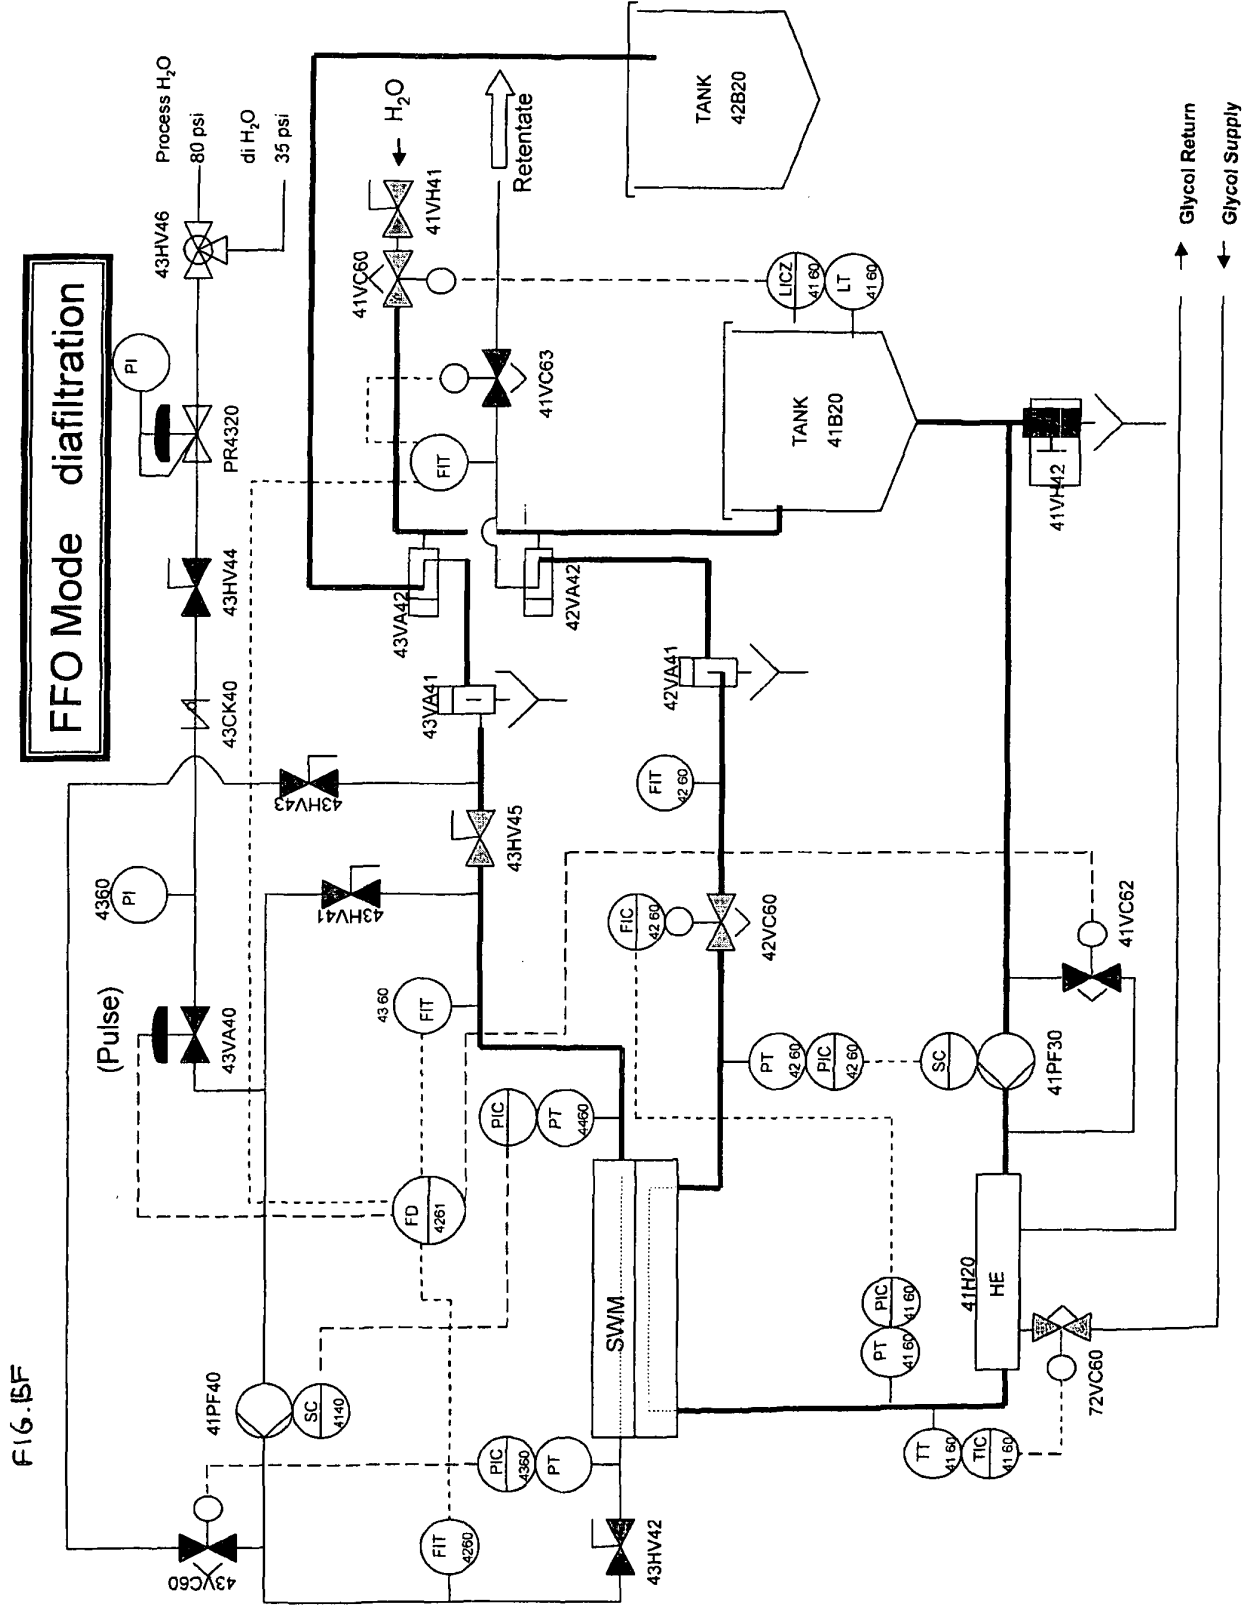 FIG. 15F
FFO Mode diafiltration
(Pulse)
43VC60
41PF40
SC
4140
PIC
4360
PT
FIT
4260
43HV42
43VA40
4360
PI
43CK40
43HV44
PR4320
PI
43HV46
Process H2O
80 psi
di H2O
35 psi
43HV43
43HV41
FD
4261
FIT
43 60
PIC
PT
4460
43HV45
43VA41
43VA42
42VA42
FIT
41VC60
41VH41
H2O
41VC63
Retentate
TANK
42B20
SWM
FIC
42 60
42VC60
FIT
42 60
42VA41
PT
42 60
PIC
42 60
SC
41PF30
TANK
41B20
LICZ
41 60
LT
41 60
41VH42
41VC62
PT
41 60
PIC
41 60
TT
41 60
TIC
41 60
41H20
HE
72VC60
Glycol Return
Glycol Supply